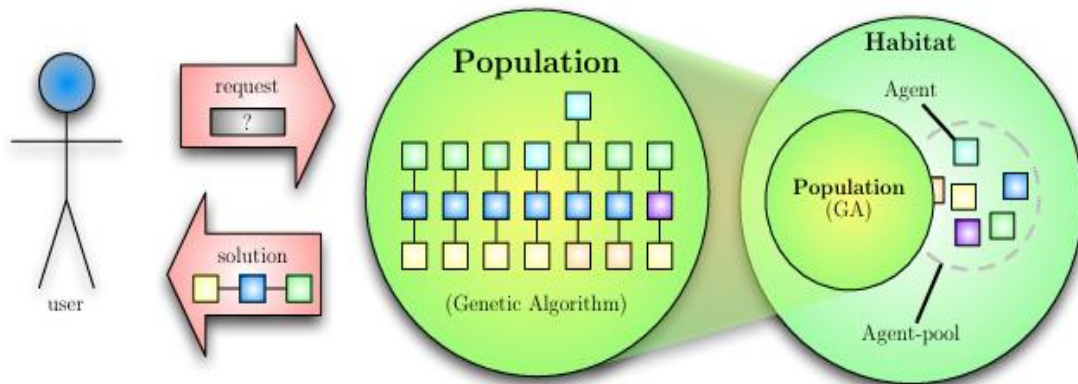 request
?
solution
user
Population
(Genetic Algorithm)
Habitat
Agent
Population
(GA)
Agent-pool